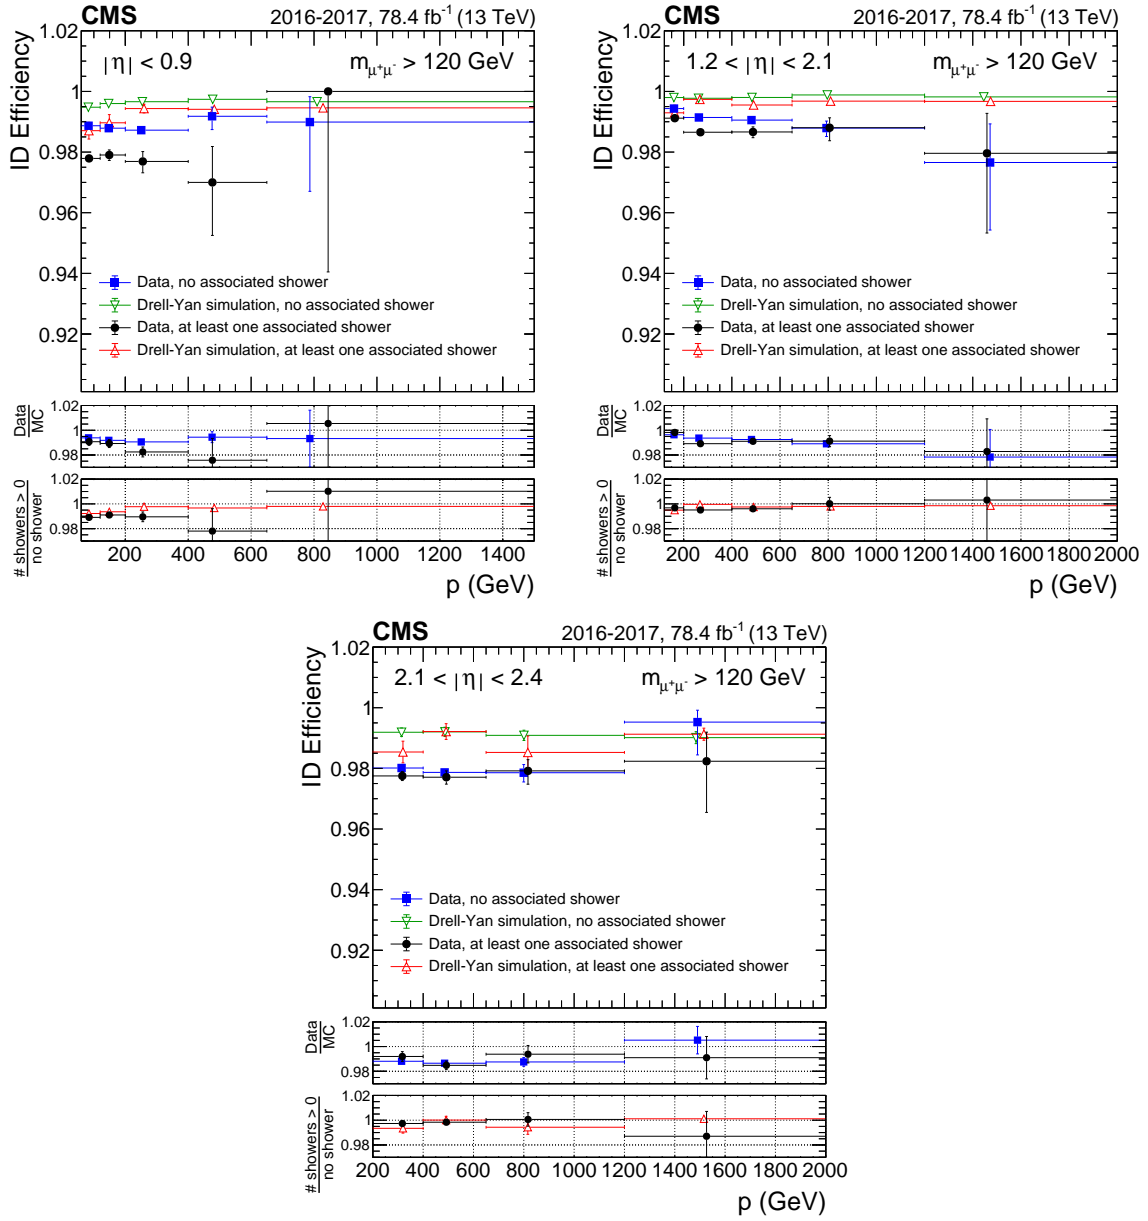 CMS 2016-2017, 78.4 fb⁻¹ (13 TeV)
ID Efficiency
1.02
1
0.98
0.96
0.94
0.92
|η| < 0.9 m_μ⁺μ⁻ > 120 GeV
Data, no associated shower
Drell-Yan simulation, no associated shower
Data, at least one associated shower
Drell-Yan simulation, at least one associated shower
Data
MC
1.02
1
0.98
# showers > 0
no shower
1.02
1
0.98
200 400 600 800 1000 1200 1400
p (GeV)
CMS 2016-2017, 78.4 fb⁻¹ (13 TeV)
ID Efficiency
1.02
1
0.98
0.96
0.94
0.92
1.2 < |η| < 2.1 m_μ⁺μ⁻ > 120 GeV
Data, no associated shower
Drell-Yan simulation, no associated shower
Data, at least one associated shower
Drell-Yan simulation, at least one associated shower
Data
MC
1.02
1
0.98
# showers > 0
no shower
1.02
1
0.98
200 400 600 800 1000 1200 1400 1600 1800 2000
p (GeV)
CMS 2016-2017, 78.4 fb⁻¹ (13 TeV)
ID Efficiency
1.02
1
0.98
0.96
0.94
0.92
2.1 < |η| < 2.4 m_μ⁺μ⁻ > 120 GeV
Data, no associated shower
Drell-Yan simulation, no associated shower
Data, at least one associated shower
Drell-Yan simulation, at least one associated shower
Data
MC
1.02
1
0.98
# showers > 0
no shower
1.02
1
0.98
200 400 600 800 1000 1200 1400 1600 1800 2000
p (GeV)